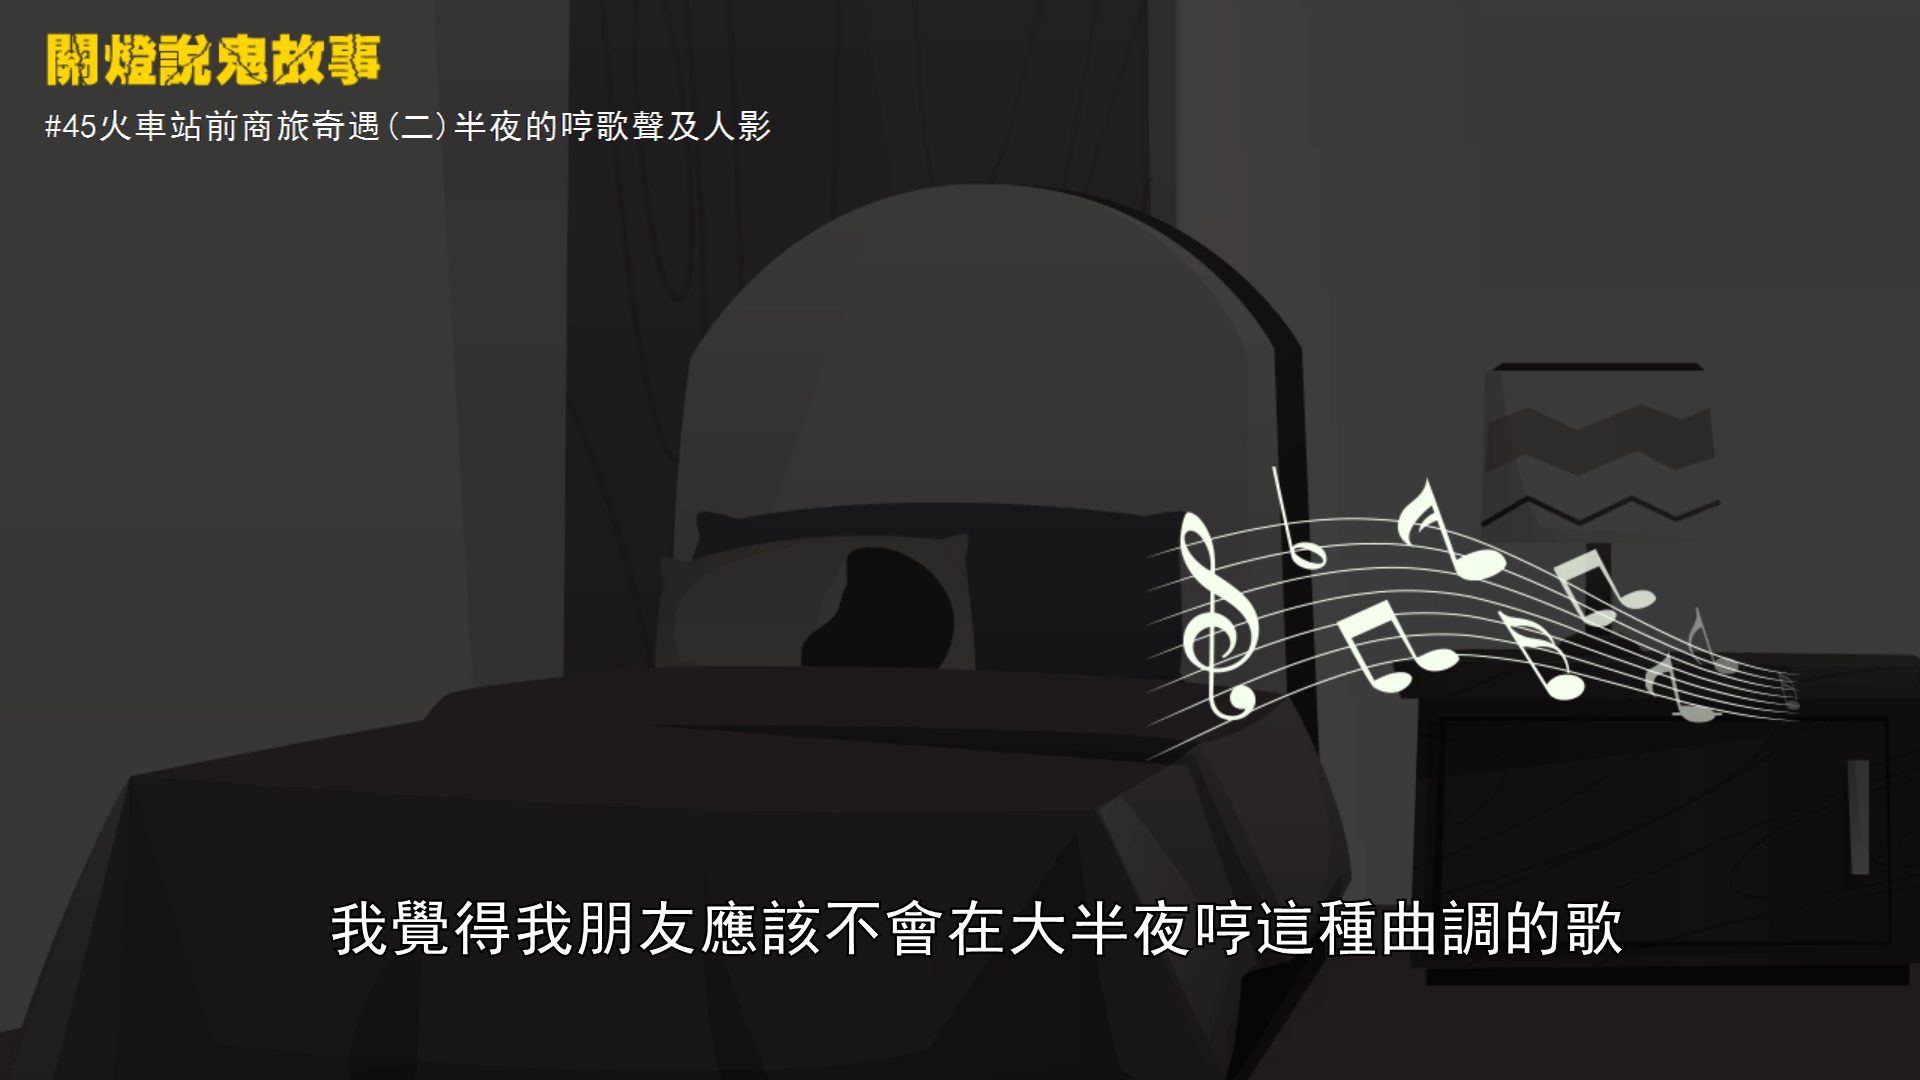 關燈說鬼故事
#45火車站前商旅奇遇(二)半夜的哼歌聲及人影
我覺得我朋友應該不會在大半夜哼這種曲調的歌